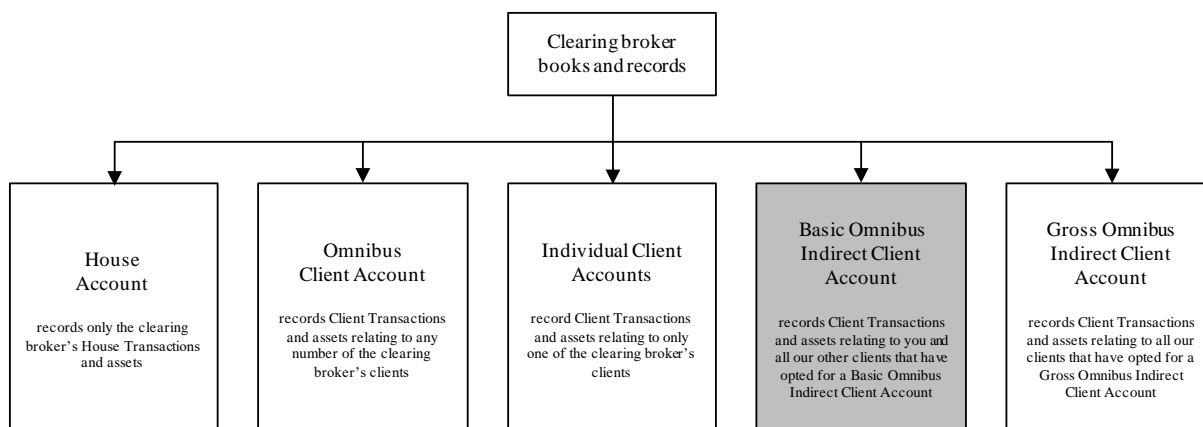 Clearing broker
books and records
House
Account
records only the clearing
broker's House Transactions
and assets
Omnibus
Client Account
records Client Transactions
and assets relating to any
number of the clearing
broker's clients
Individual Client
Accounts
record Client Transactions
and assets relating to only
one of the clearing broker's
clients
Basic Omnibus
Indirect Client
Account
records Client Transactions
and assets relating to you and
all our other clients that have
opted for a Basic Omnibus
Indirect Client Account
Gross Omnibus
Indirect Client
Account
records Client Transactions
and assets relating to all our
clients that have opted for a
Gross Omnibus Indirect
Client Account